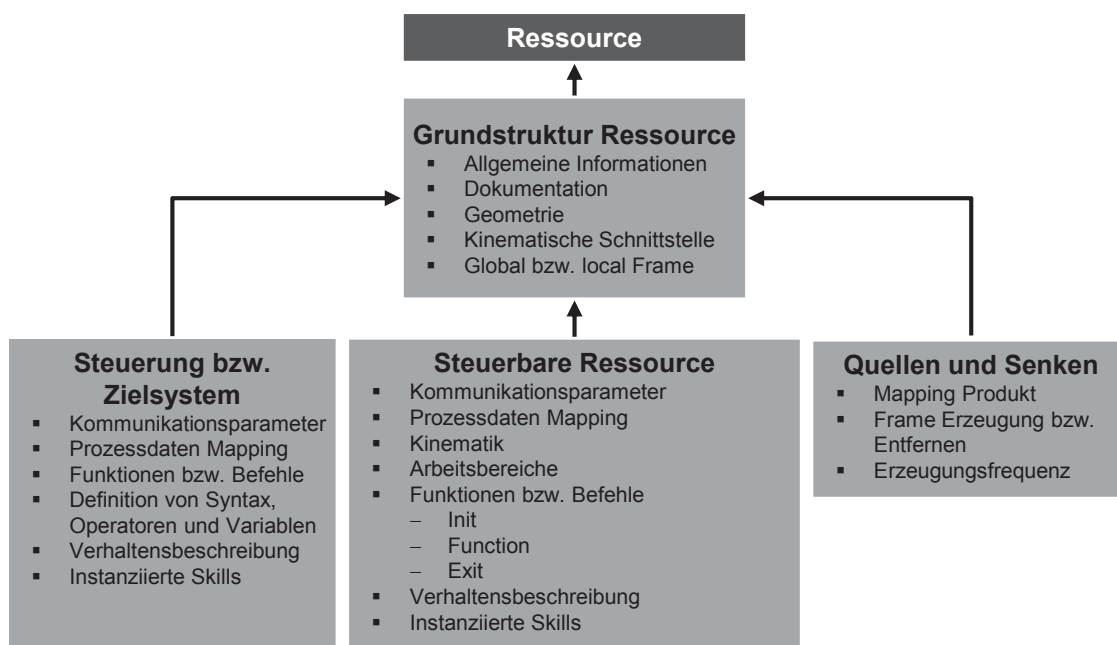 Ressource
Grundstruktur Ressource
▪ Allgemeine Informationen
▪ Dokumentation
▪ Geometrie
▪ Kinematische Schnittstelle
▪ Global bzw. local Frame
Steuerung bzw.
Zielsystem
▪ Kommunikationsparameter
▪ Prozessdaten Mapping
▪ Funktionen bzw. Befehle
▪ Definition von Syntax,
Operatoren und Variablen
▪ Verhaltensbeschreibung
▪ Instanziierte Skills
Steuerbare Ressource
▪ Kommunikationsparameter
▪ Prozessdaten Mapping
▪ Kinematik
▪ Arbeitsbereiche
▪ Funktionen bzw. Befehle
– Init
– Function
– Exit
▪ Verhaltensbeschreibung
▪ Instanziierte Skills
Quellen und Senken
▪ Mapping Produkt
▪ Frame Erzeugung bzw.
Entfernen
▪ Erzeugungsfrequenz